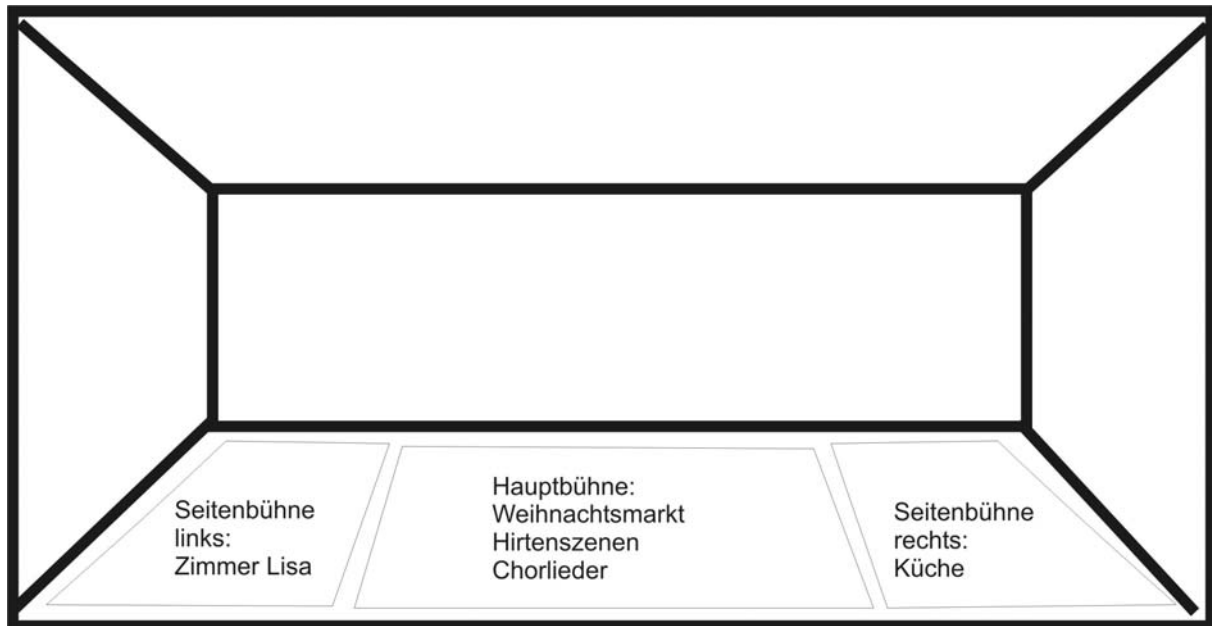 Seitenbühne
links:
Zimmer Lisa
Hauptbühne:
Weihnachtsmarkt
Hirtenszenen
Chorlieder
Seitenbühne
rechts:
Küche